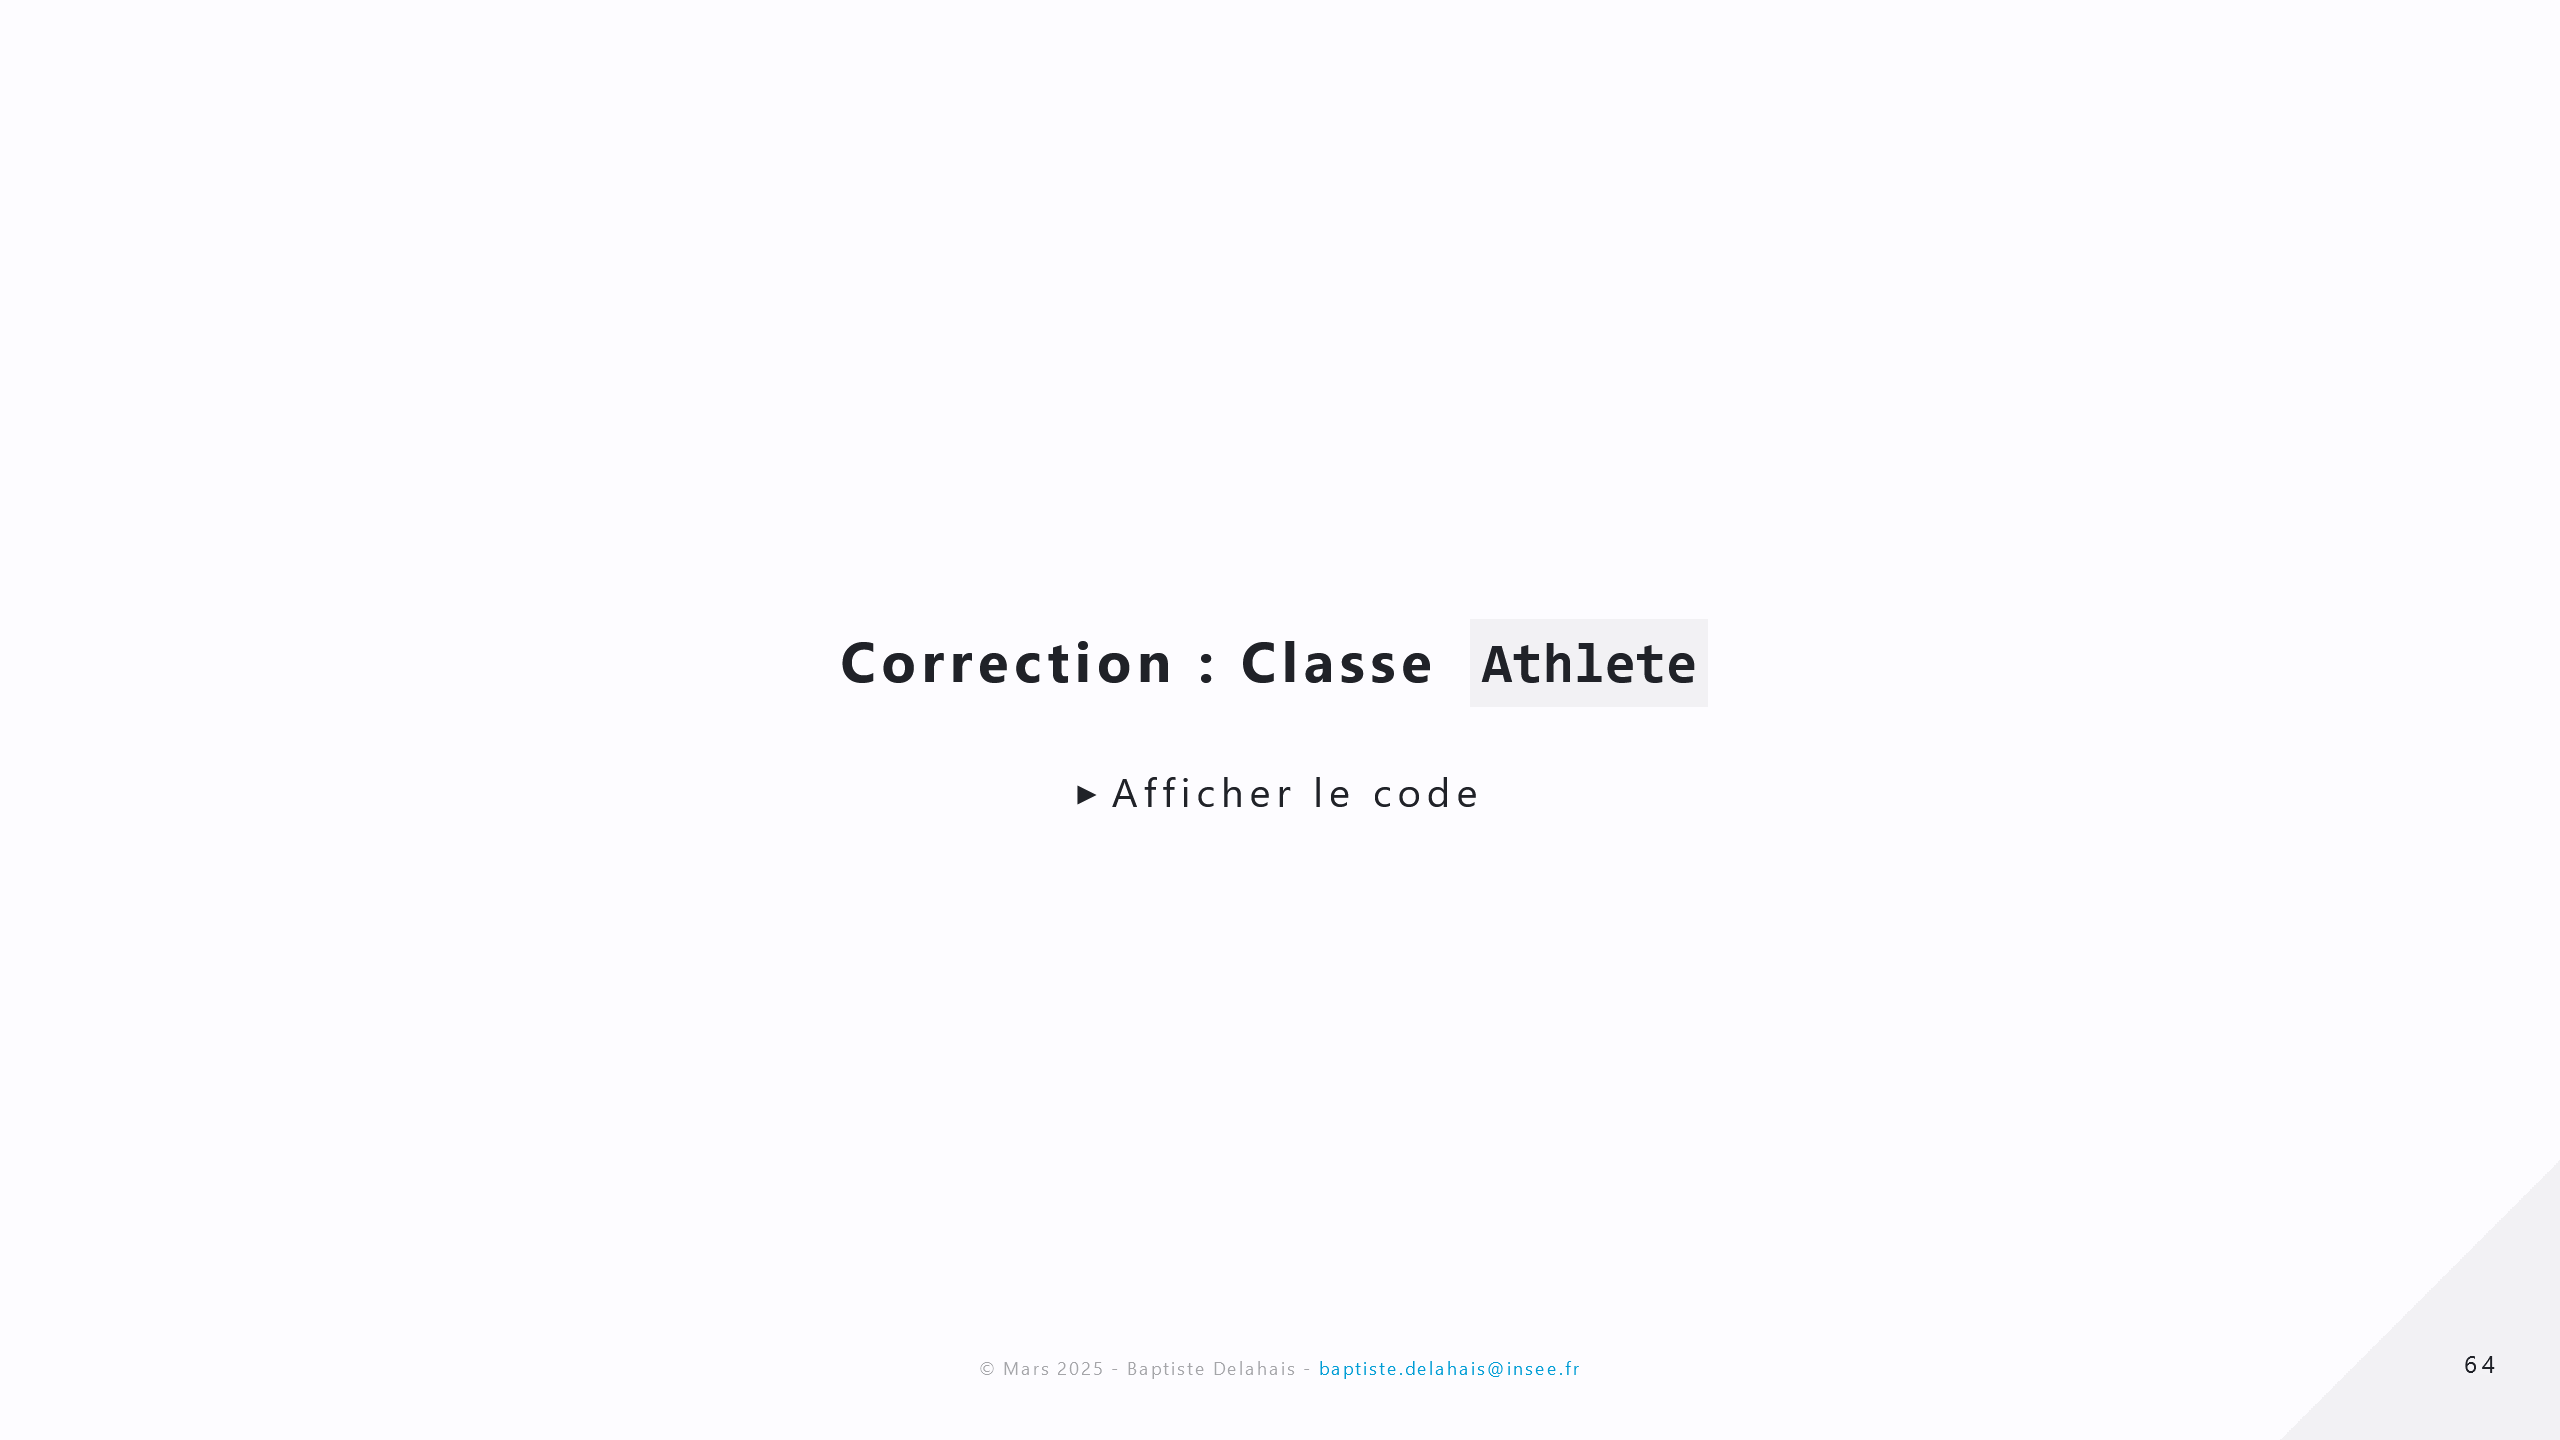 Correction : Classe Athlete
▶ Afficher le code
© Mars 2025 - Baptiste Delahais - baptiste.delahais@insee.fr
64